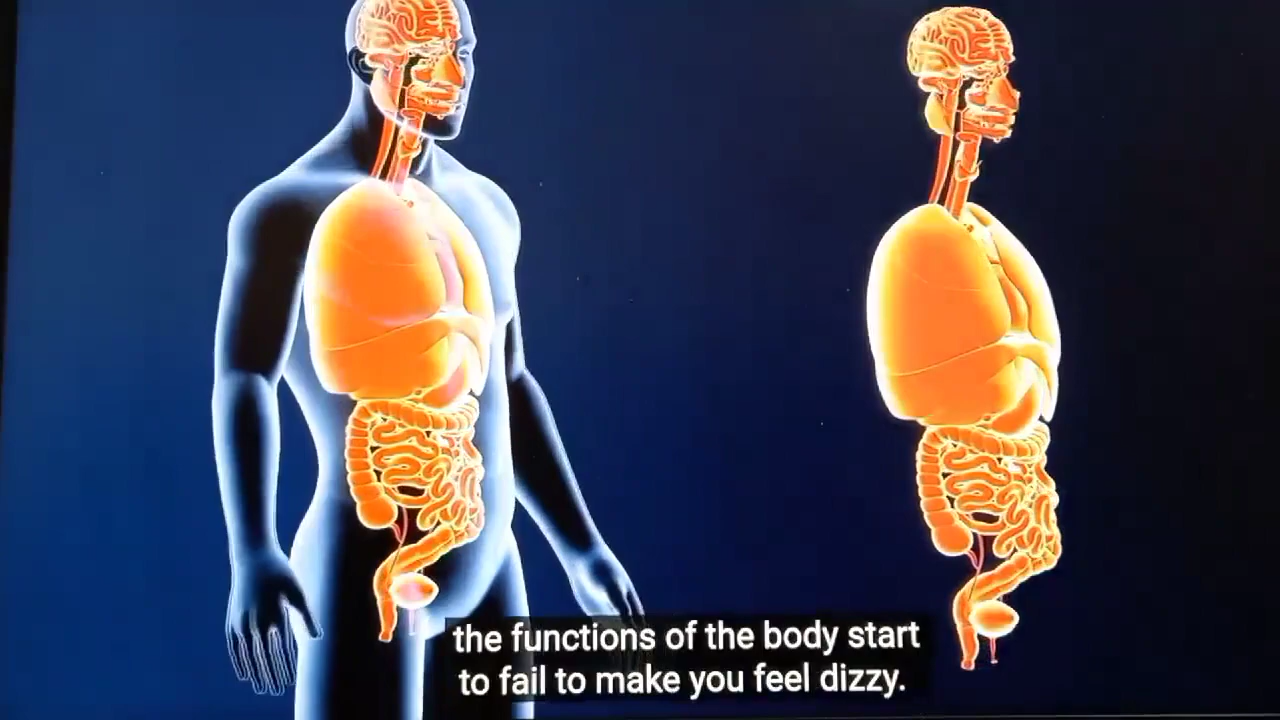 the functions of the body start
to fail to make you feel dizzy.